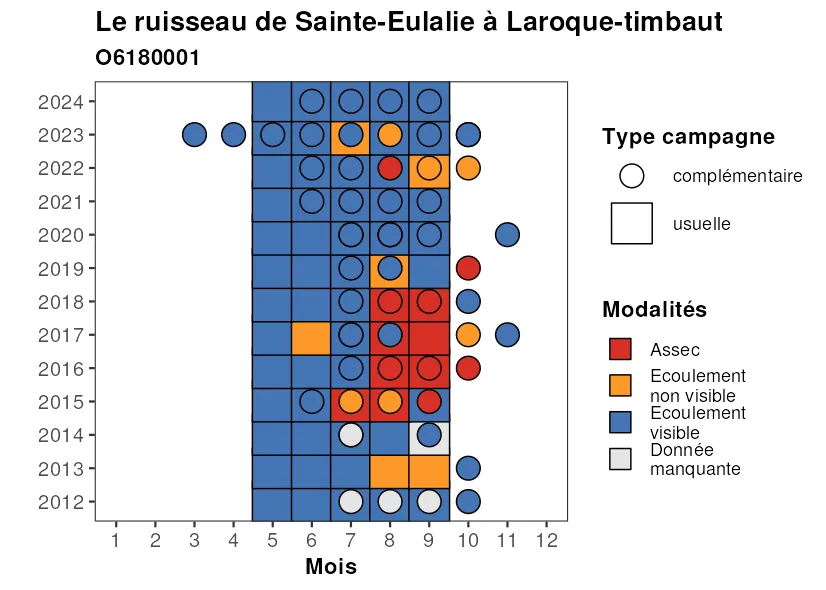 Le ruisseau de Sainte-Eulalie à Laroque-timbaut
O6180001
2024
2023
2022
2021
2020
2019
2018
2017
2016
2015
2014
2013
2012
1 2 3 4 5 6 7 8 9 10 11 12
Mois
Type campagne
complémentaire
usuelle
Modalités
Assec
Ecoulement
non visible
Ecoulement
visible
Donnée
manquante